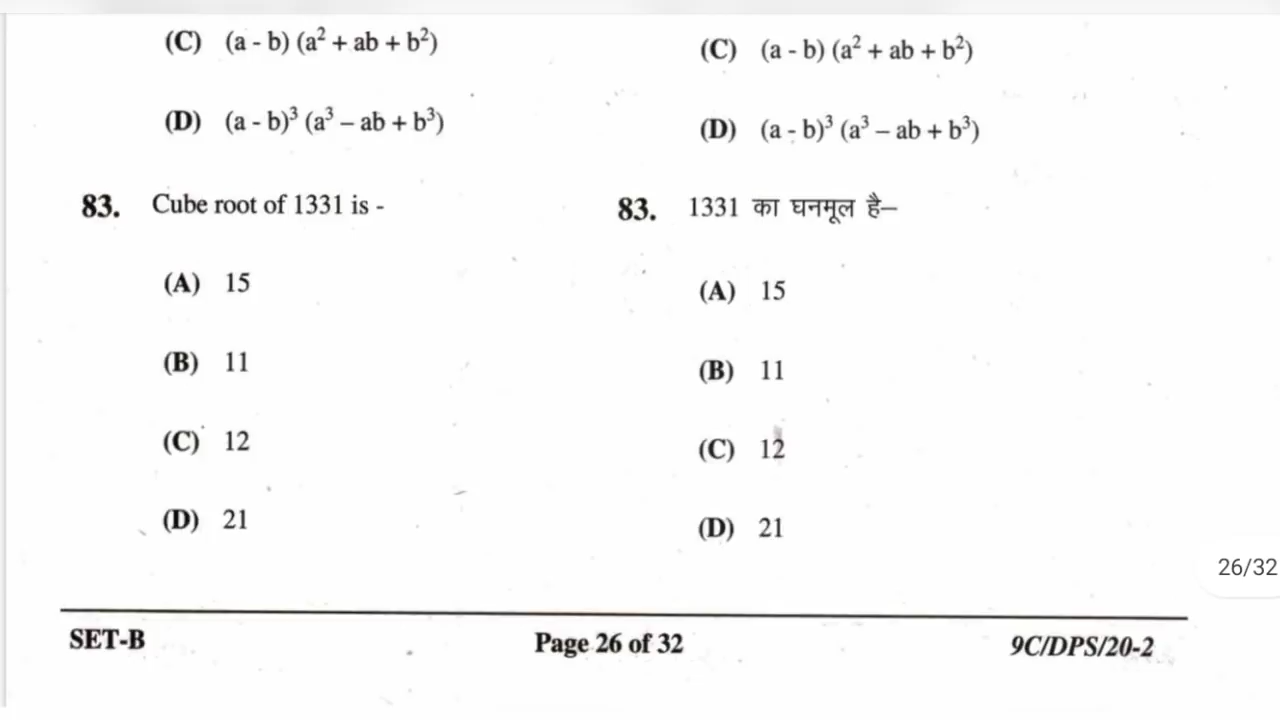 (C) (a - b) (a² + ab + b²)
(D) (a - b)³ (a³ – ab + b³)
83. Cube root of 1331 is -
(A) 15
(B) 11
(C) 12
(D) 21
(C) (a - b) (a² + ab + b²)
(D) (a - b)³ (a³ – ab + b³)
83. 1331 का घनमूल है–
(A) 15
(B) 11
(C) 12
(D) 21
26/32
SET-B Page 26 of 32 9C/DPS/20-2